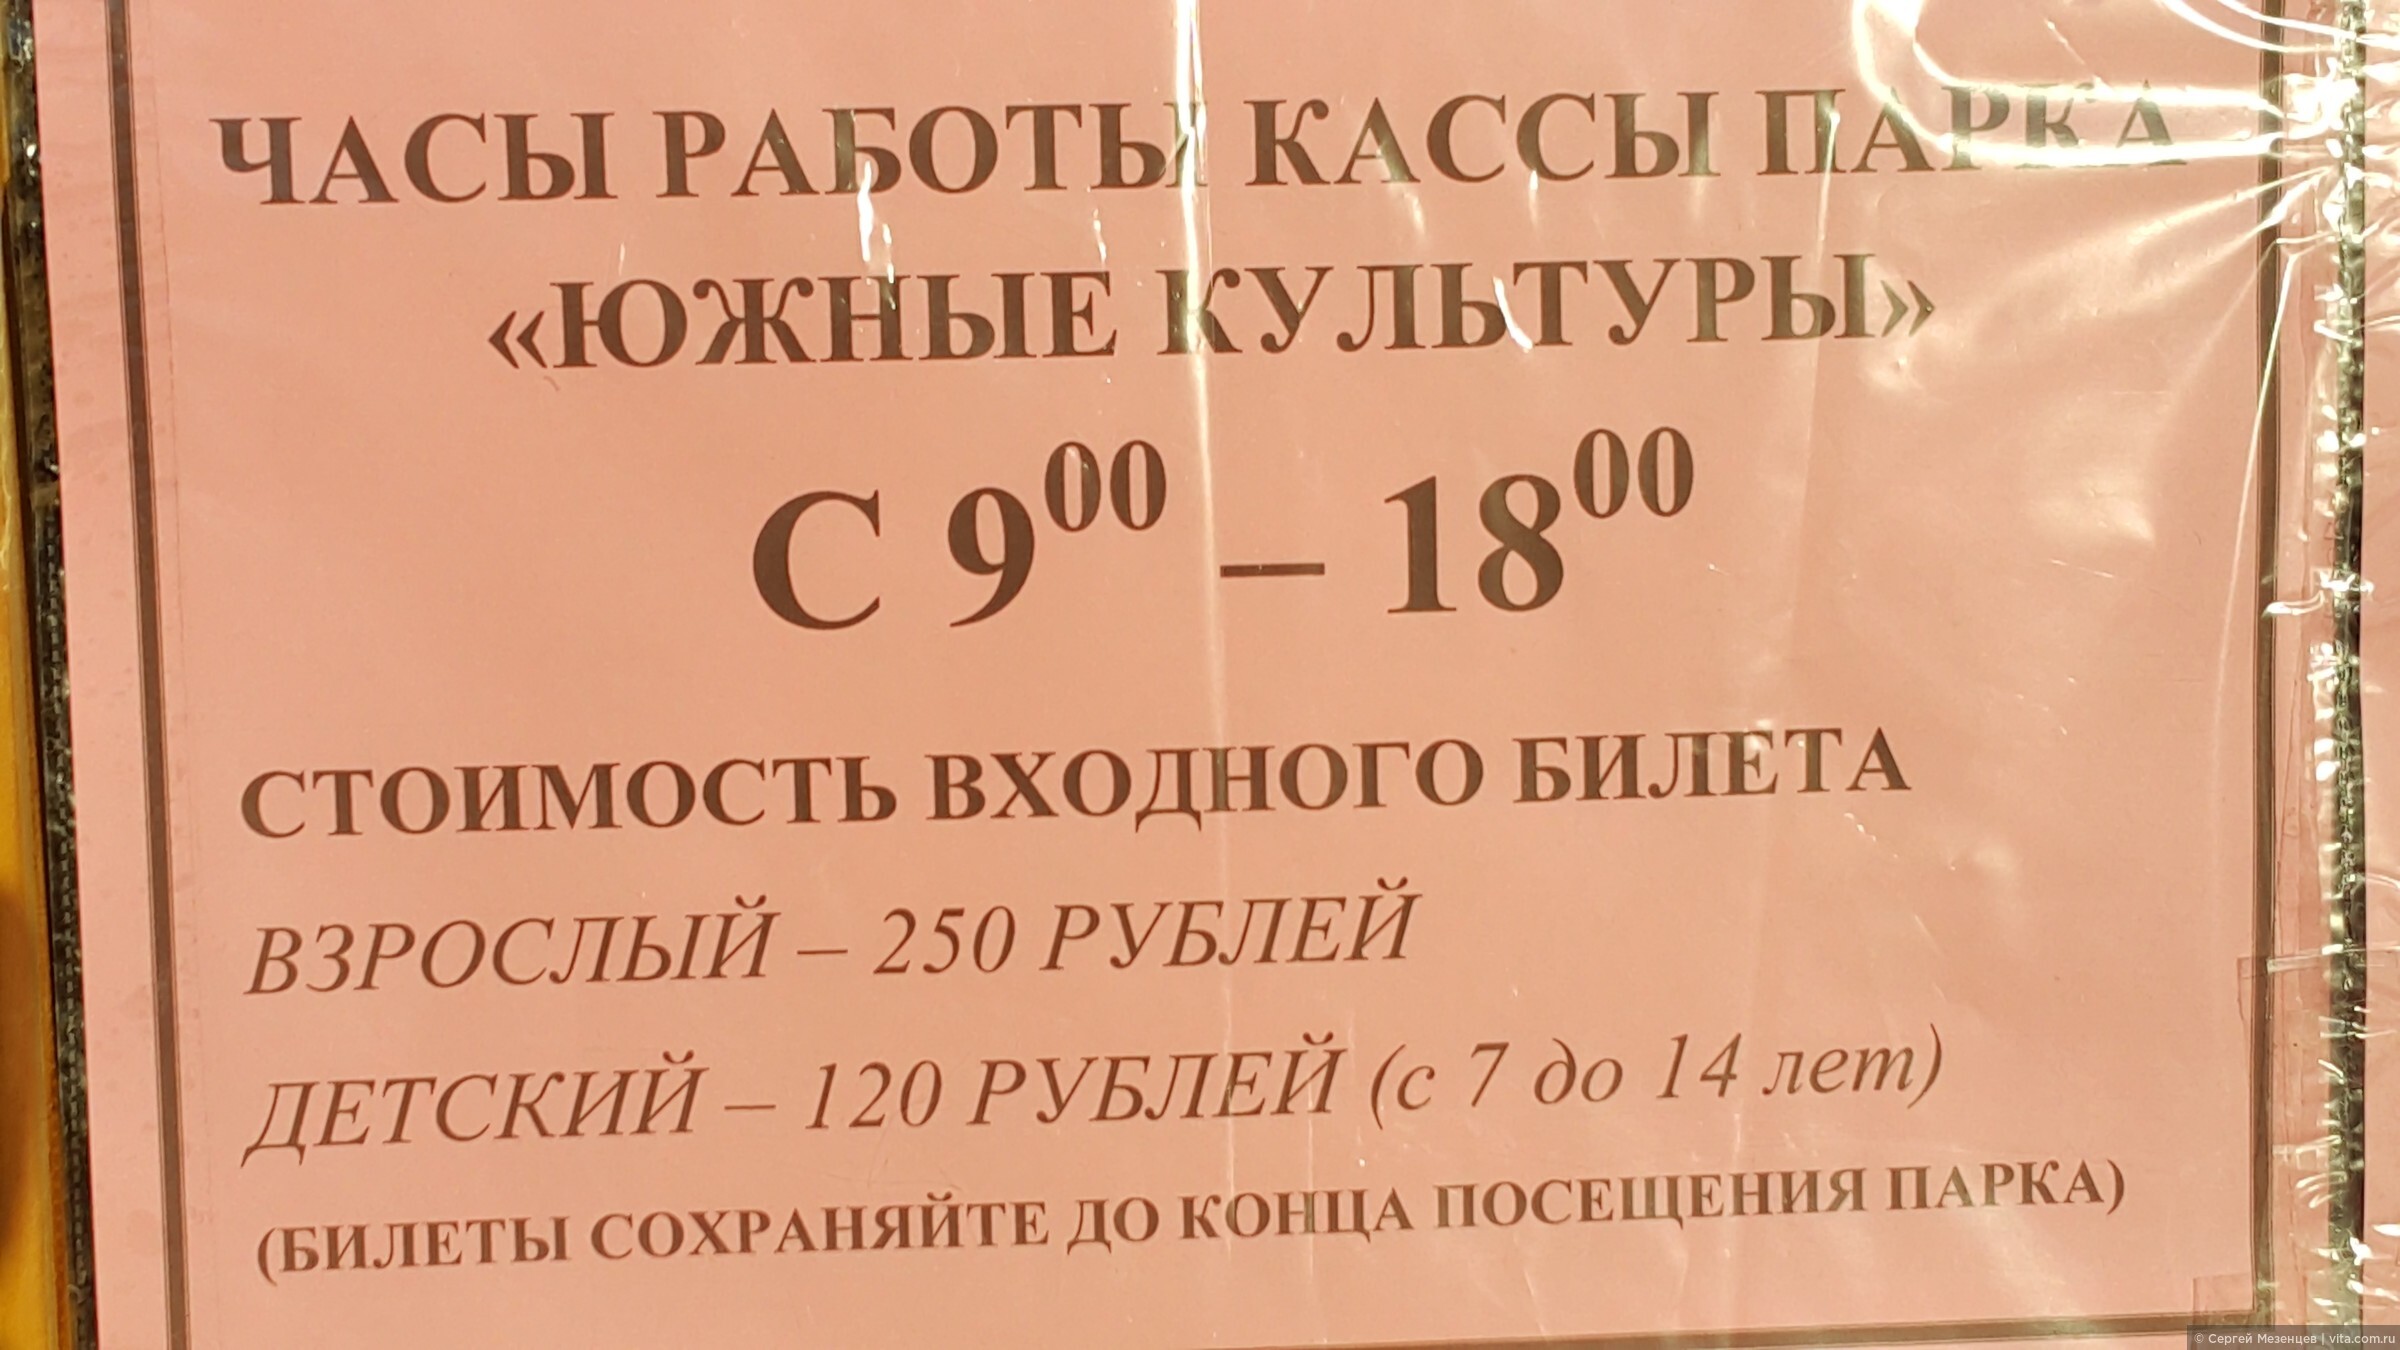 ЧАСЫ РАБОТЫ КАССЫ ПАРКА
«ЮЖНЫЕ КУЛЬТУРЫ»
С 9⁰⁰ – 18⁰⁰
СТОИМОСТЬ ВХОДНОГО БИЛЕТА
ВЗРОСЛЫЙ – 250 РУБЛЕЙ
ДЕТСКИЙ – 120 РУБЛЕЙ (с 7 до 14 лет)
(БИЛЕТЫ СОХРАНЯЙТЕ ДО КОНЦА ПОСЕЩЕНИЯ ПАРКА)
© Сергей Мезенцев | vita.com.ru